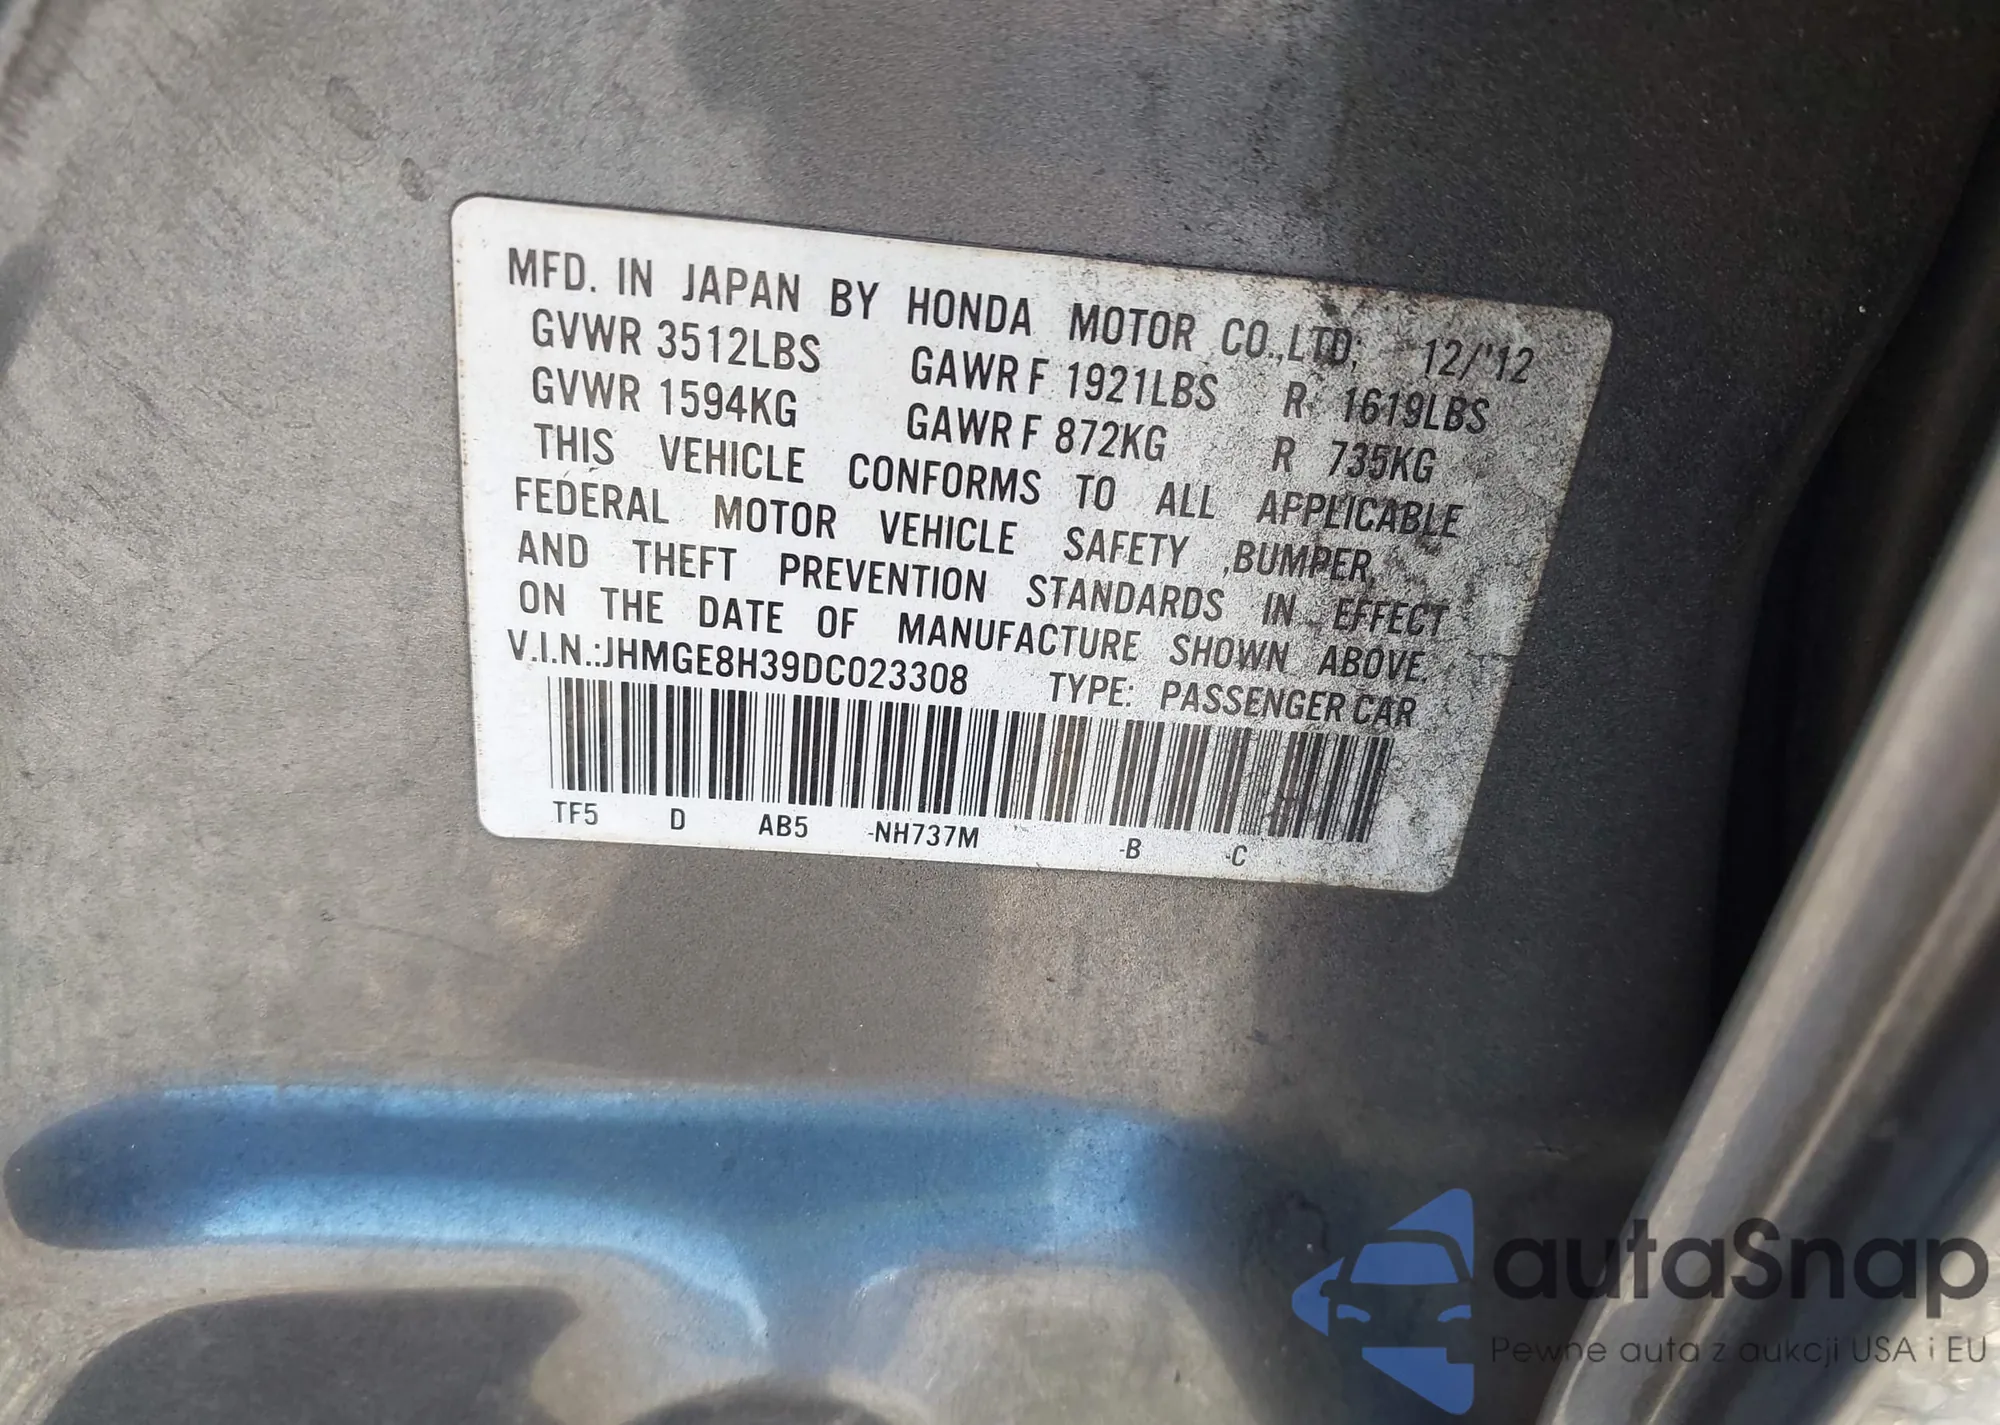 MFD. IN JAPAN BY HONDA MOTOR CO.,LTD; 12/'12
GVWR 3512LBS GAWR F 1921LBS R 1619LBS
GVWR 1594KG GAWR F 872KG R 735KG
THIS VEHICLE CONFORMS TO ALL APPLICABLE
FEDERAL MOTOR VEHICLE SAFETY ,BUMPER,
AND THEFT PREVENTION STANDARDS IN EFFECT
ON THE DATE OF MANUFACTURE SHOWN ABOVE.
V.I.N.:JHMGE8H39DC023308 TYPE: PASSENGER CAR
TF5 D AB5 -NH737M -B -C
autaSnap
Pewne auta z aukcji USA i EU